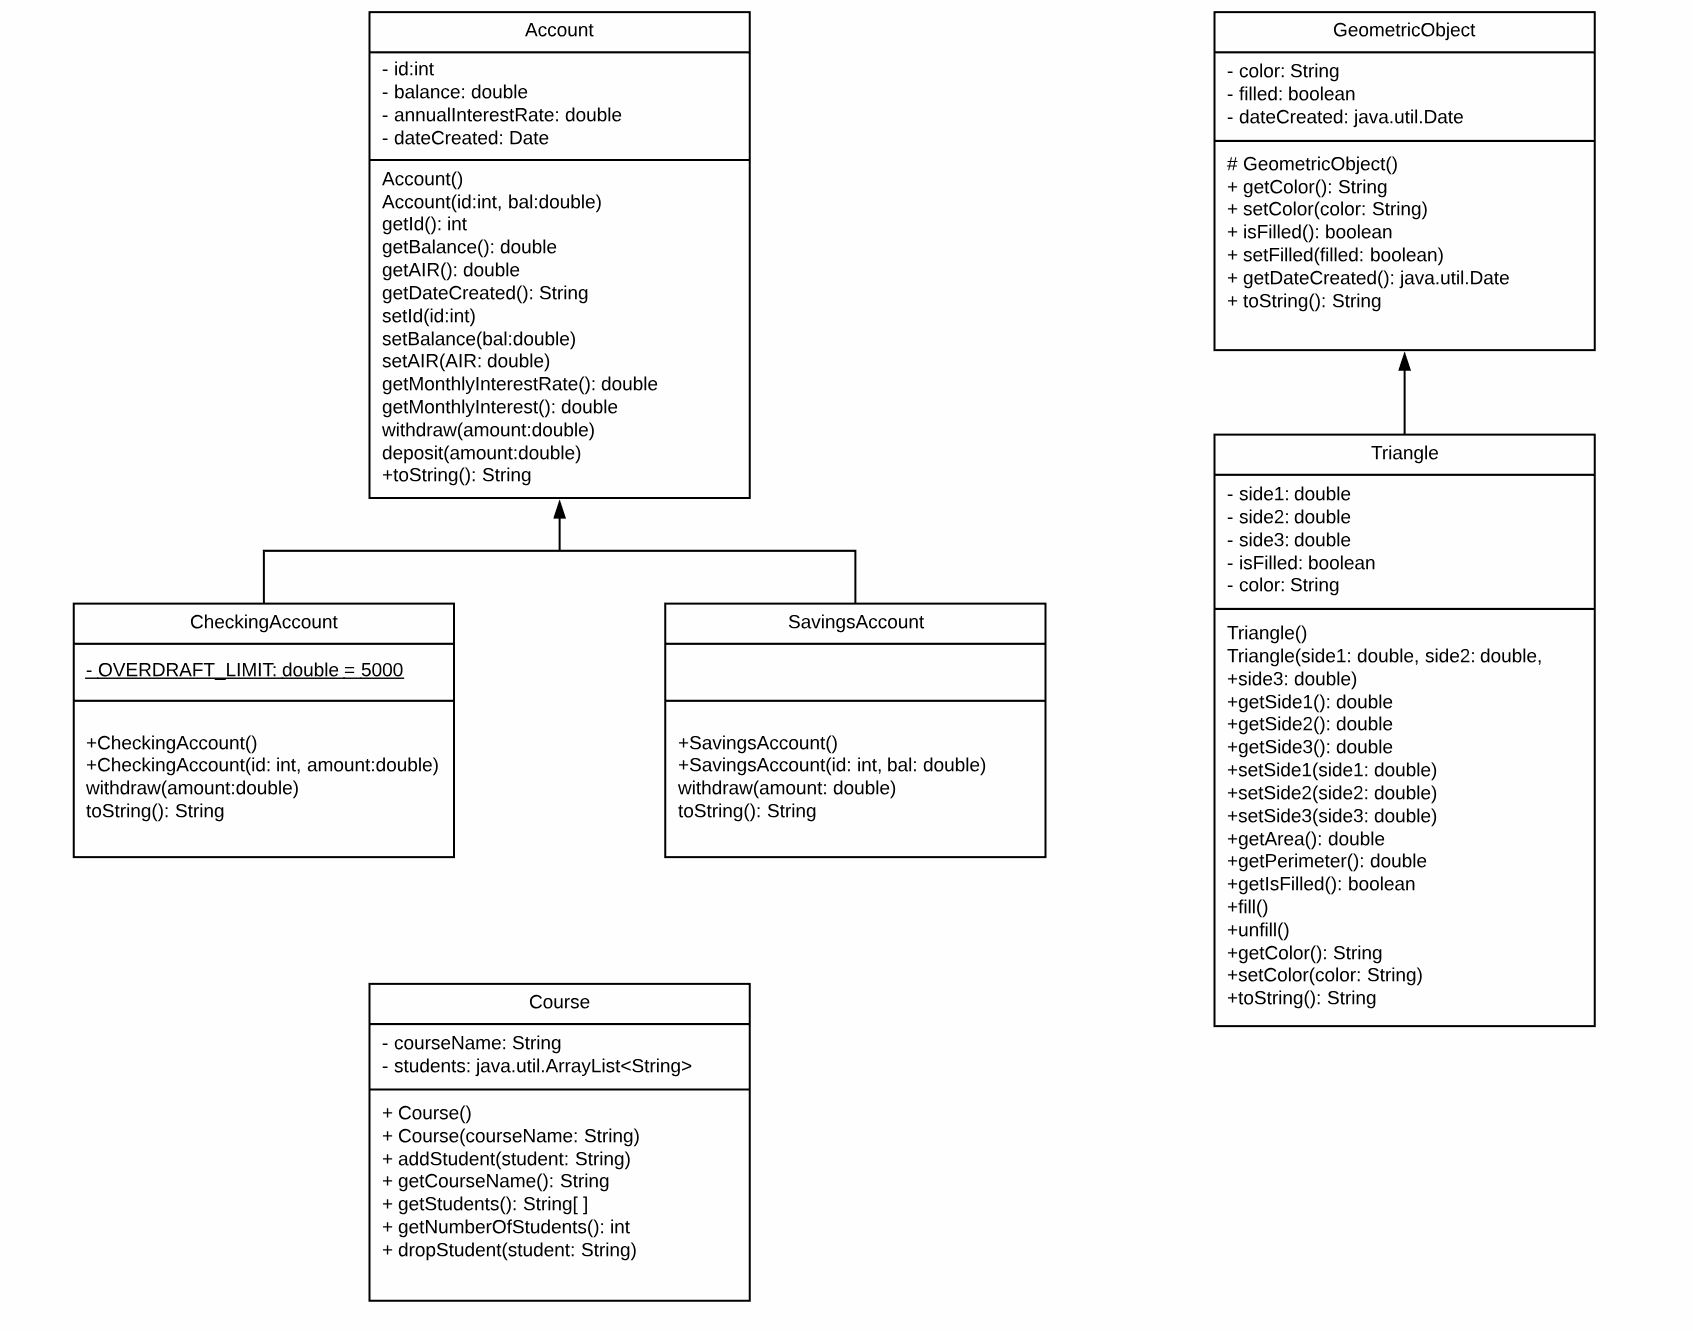 Account
- id:int
- balance: double
- annualInterestRate: double
- dateCreated: Date
Account()
Account(id:int, bal:double)
getId(): int
getBalance(): double
getAIR(): double
getDateCreated(): String
setId(id:int)
setBalance(bal:double)
setAIR(AIR: double)
getMonthlyInterestRate(): double
getMonthlyInterest(): double
withdraw(amount:double)
deposit(amount:double)
+toString(): String
CheckingAccount
- OVERDRAFT_LIMIT: double = 5000
+CheckingAccount()
+CheckingAccount(id: int, amount:double)
withdraw(amount:double)
toString(): String
SavingsAccount
+SavingsAccount()
+SavingsAccount(id: int, bal: double)
withdraw(amount: double)
toString(): String
Course
- courseName: String
- students: java.util.ArrayList<String>
+ Course()
+ Course(courseName: String)
+ addStudent(student: String)
+ getCourseName(): String
+ getStudents(): String[ ]
+ getNumberOfStudents(): int
+ dropStudent(student: String)
GeometricObject
- color: String
- filled: boolean
- dateCreated: java.util.Date
# GeometricObject()
+ getColor(): String
+ setColor(color: String)
+ isFilled(): boolean
+ setFilled(filled: boolean)
+ getDateCreated(): java.util.Date
+ toString(): String
Triangle
- side1: double
- side2: double
- side3: double
- isFilled: boolean
- color: String
Triangle()
Triangle(side1: double, side2: double,
+side3: double)
+getSide1(): double
+getSide2(): double
+getSide3(): double
+setSide1(side1: double)
+setSide2(side2: double)
+setSide3(side3: double)
+getArea(): double
+getPerimeter(): double
+getIsFilled(): boolean
+fill()
+unfill()
+getColor(): String
+setColor(color: String)
+toString(): String